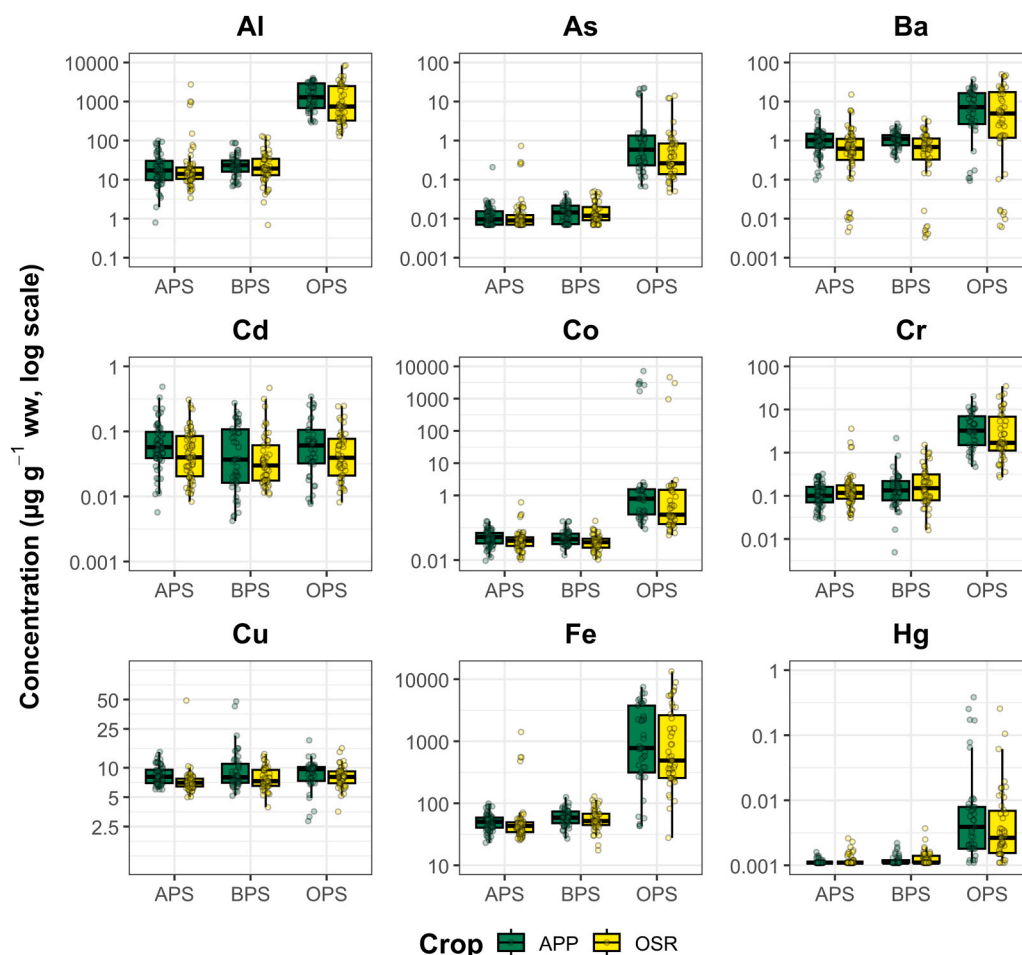 Concentration (µg g⁻¹ ww, log scale)
Al
10000
1000
100
10
1
0.1
APS BPS OPS
As
100
10
1
0.1
0.01
0.001
APS BPS OPS
Ba
100
10
1
0.1
0.01
0.001
APS BPS OPS
Cd
1
0.1
0.01
0.001
APS BPS OPS
Co
10000
1000
100
10
1
0.01
APS BPS OPS
Cr
100
10
1
0.1
0.01
APS BPS OPS
Cu
50
25
10
5
2.5
APS BPS OPS
Fe
10000
1000
100
10
APS BPS OPS
Hg
1
0.1
0.01
0.001
APS BPS OPS
Crop APP OSR